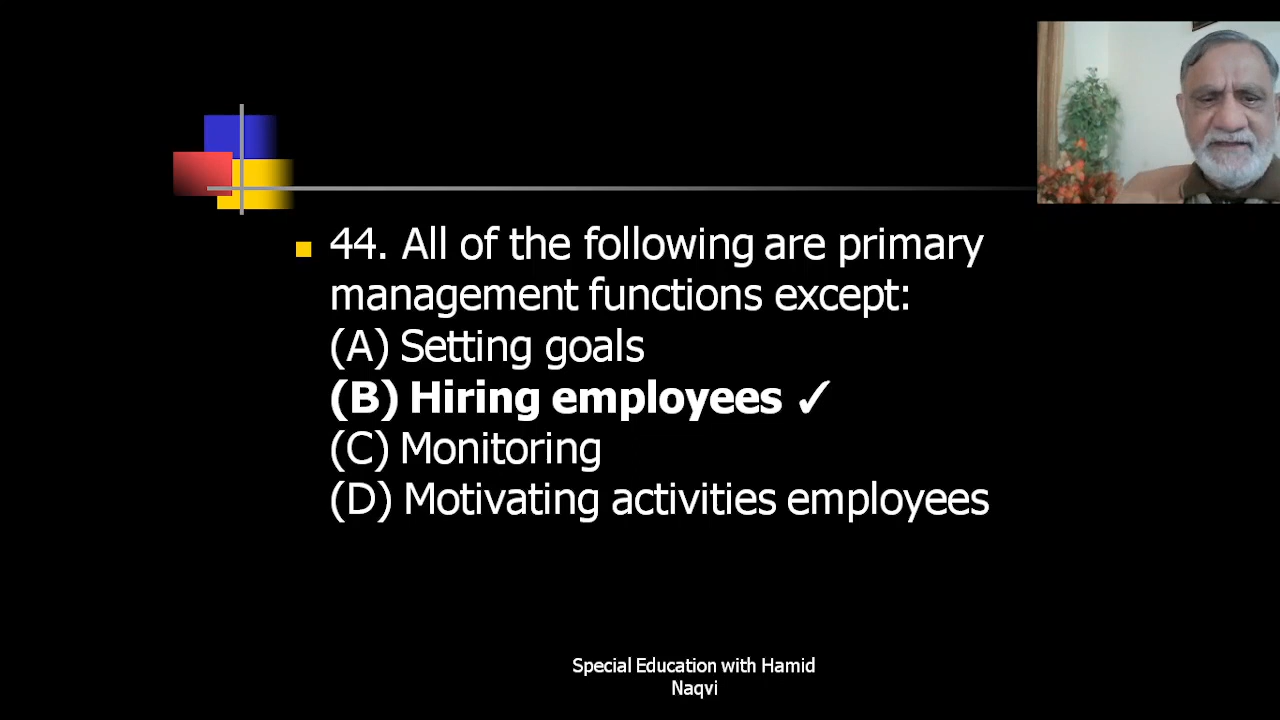 44. All of the following are primary
management functions except:
(A) Setting goals
(B) Hiring employees ✓
(C) Monitoring
(D) Motivating activities employees
Special Education with Hamid
Naqvi